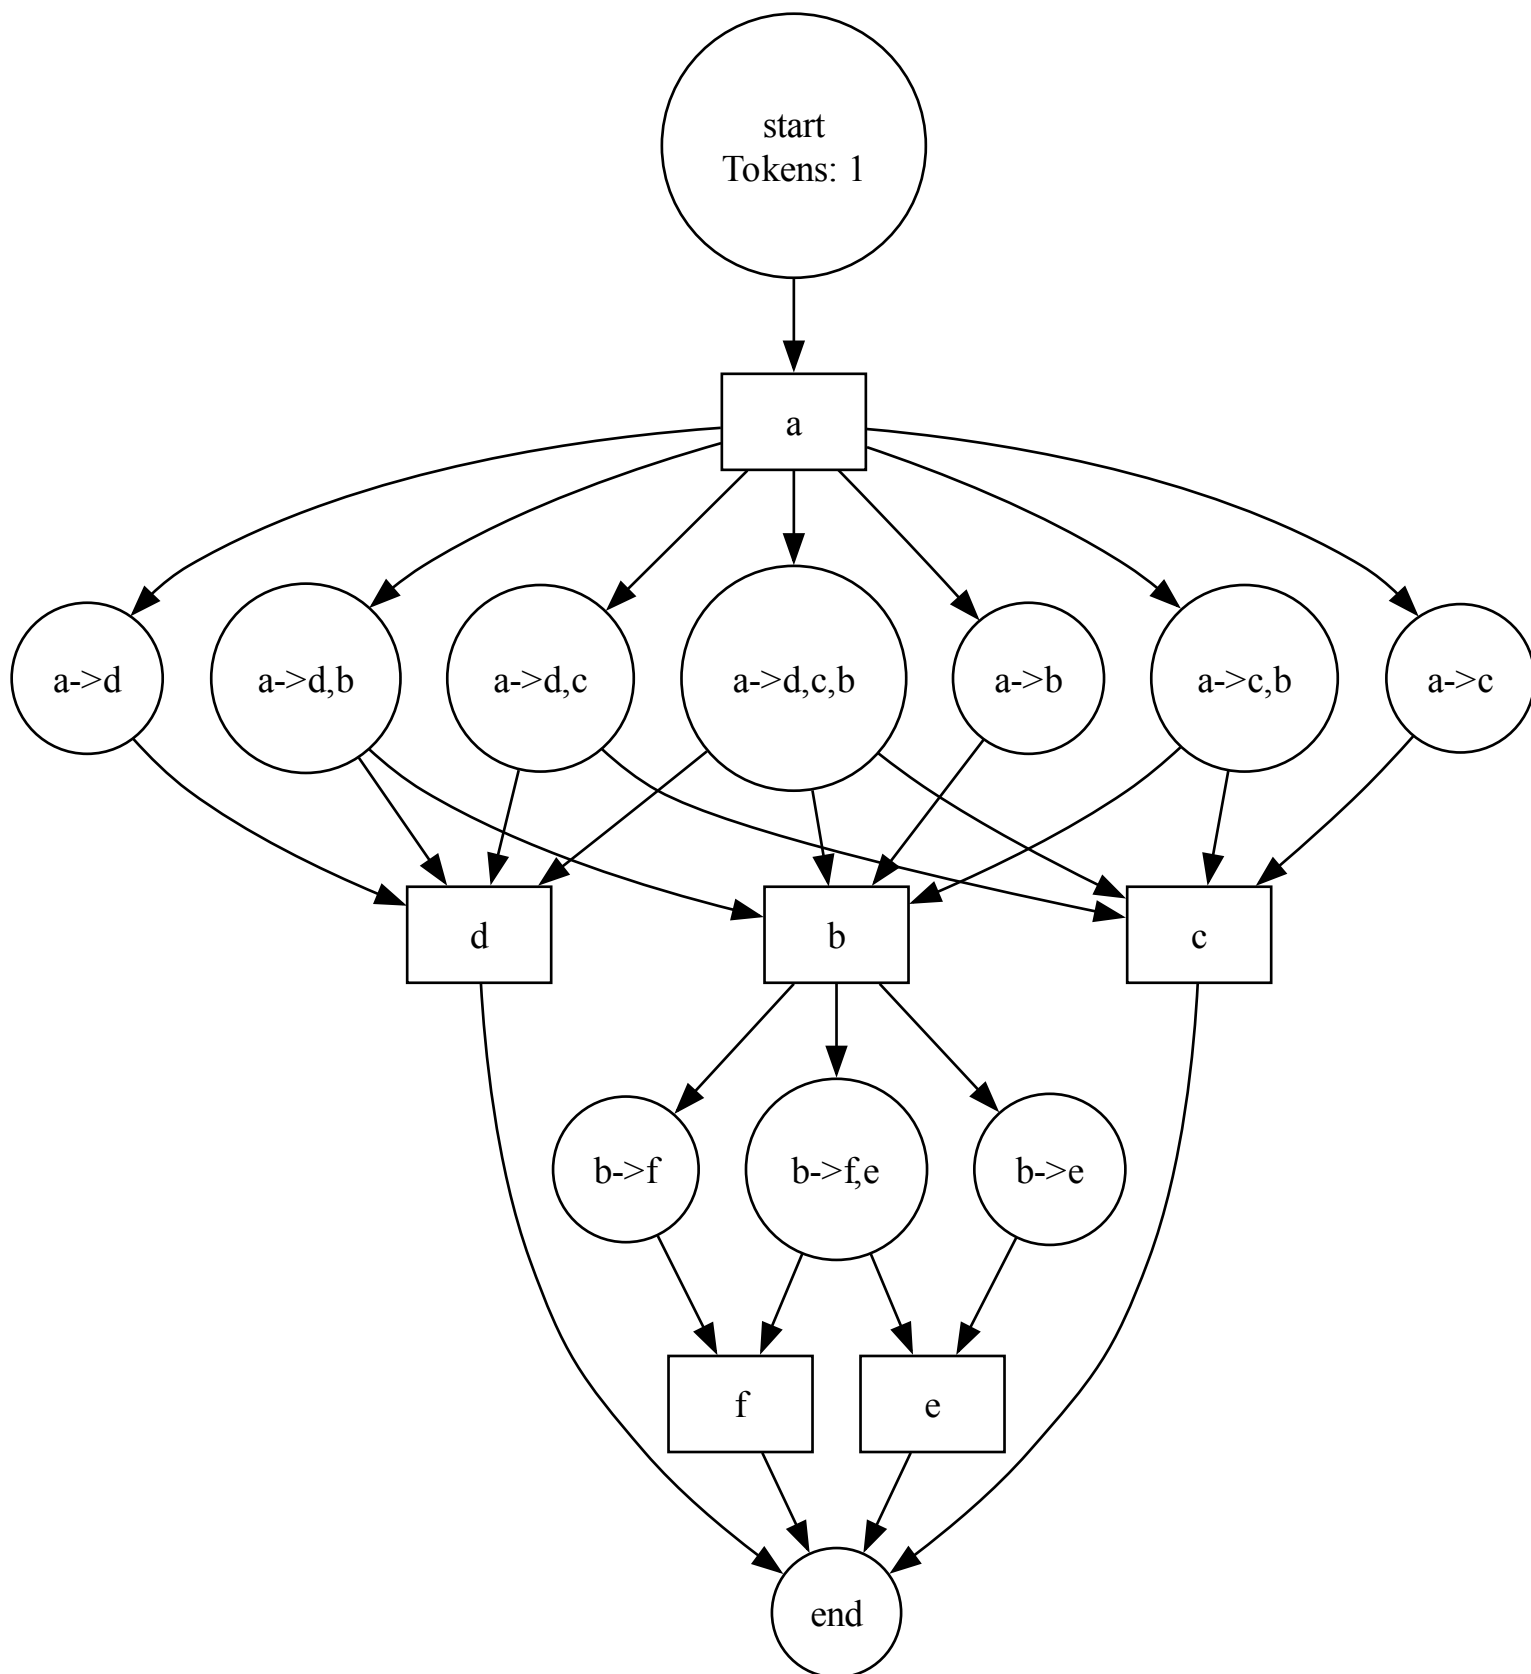 start
Tokens: 1
a
a->d
a->d,b
a->d,c
a->d,c,b
a->b
a->c,b
a->c
d
b
c
b->f
b->f,e
b->e
f
e
end